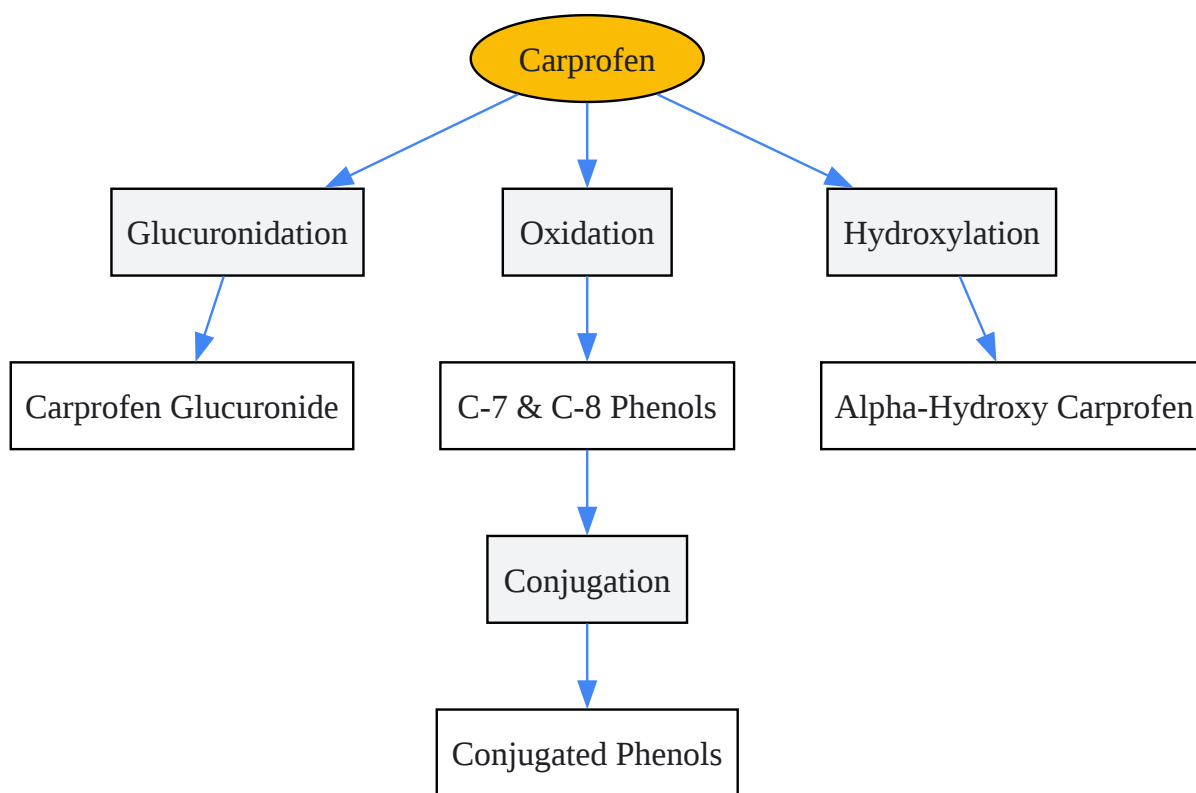 Carprofen
Glucuronidation
Oxidation
Hydroxylation
Carprofen Glucuronide
C-7 & C-8 Phenols
Alpha-Hydroxy Carprofen
Conjugation
Conjugated Phenols